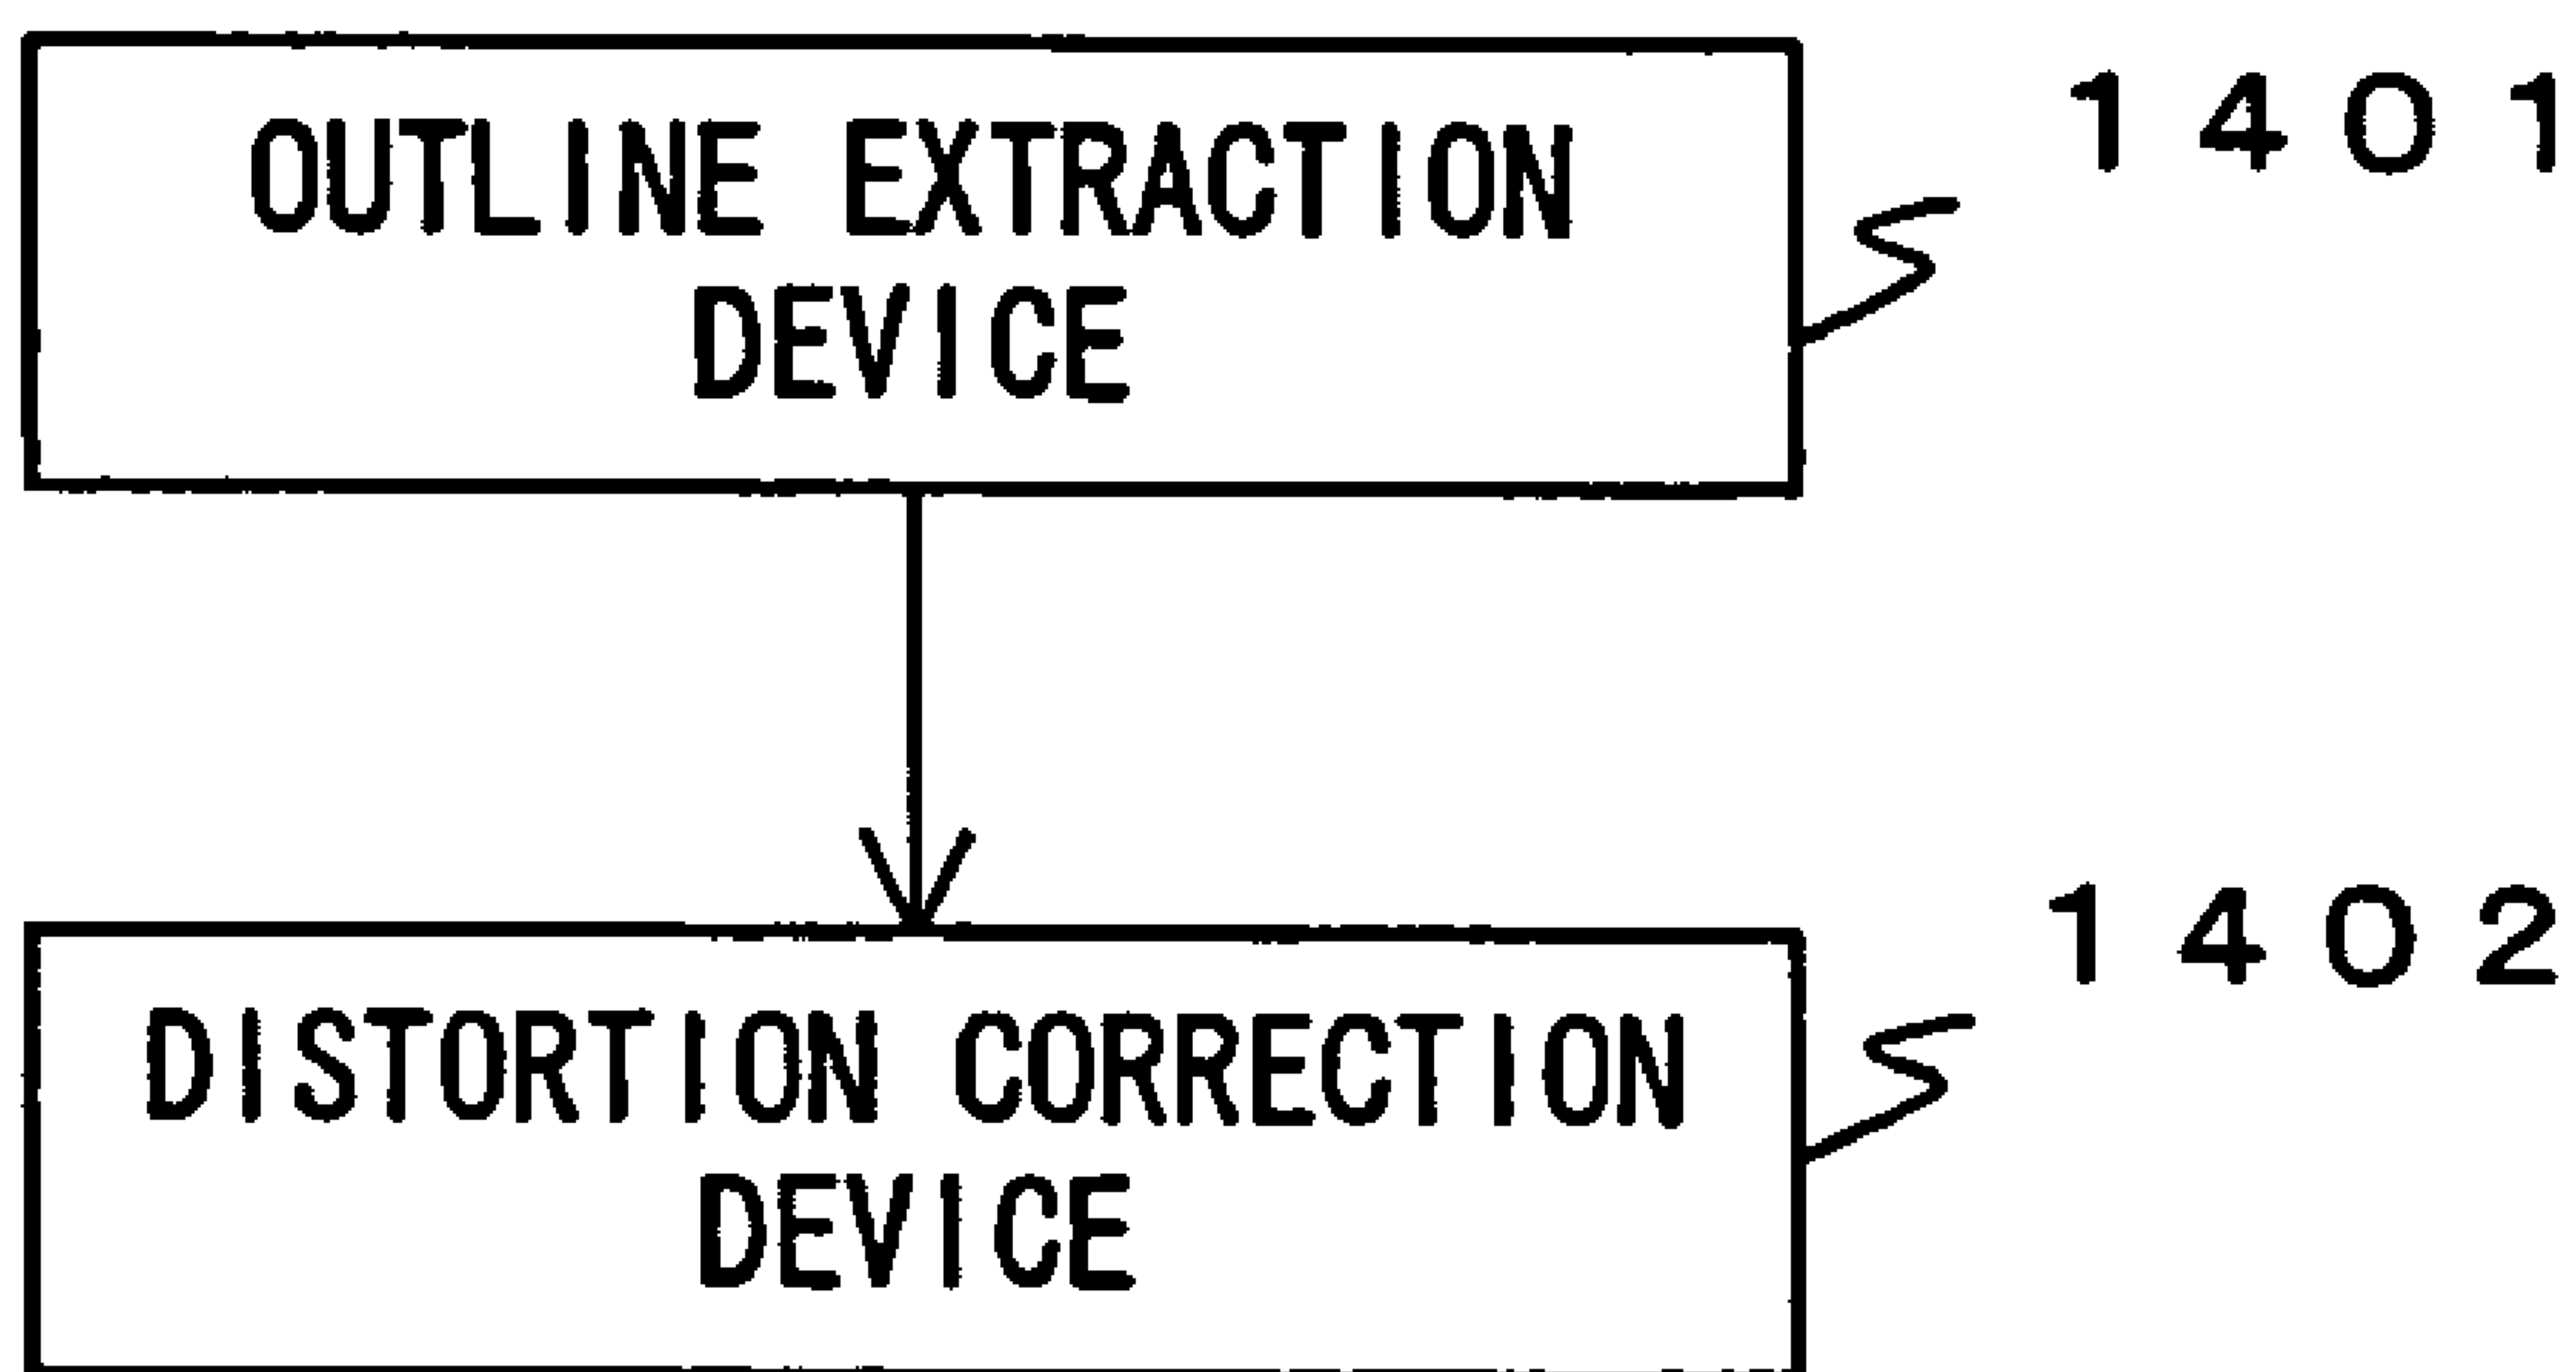 1401
OUTLINE EXTRACTION
DEVICE
1402
DISTORTION CORRECTION
DEVICE